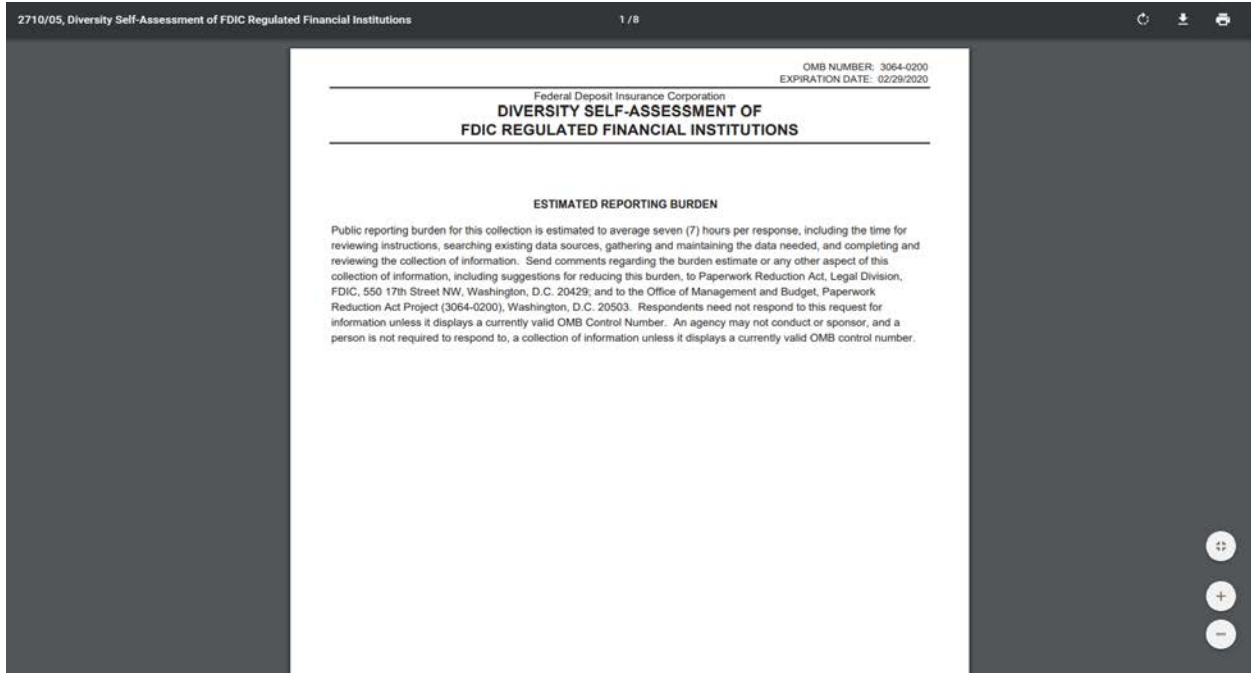 2710/05, Diversity Self-Assessment of FDIC Regulated Financial Institutions
1 / 8
OMB NUMBER: 3064-0200
EXPIRATION DATE: 02/29/2020
Federal Deposit Insurance Corporation
DIVERSITY SELF-ASSESSMENT OF
FDIC REGULATED FINANCIAL INSTITUTIONS
ESTIMATED REPORTING BURDEN
Public reporting burden for this collection is estimated to average seven (7) hours per response, including the time for
reviewing instructions, searching existing data sources, gathering and maintaining the data needed, and completing and
reviewing the collection of information. Send comments regarding the burden estimate or any other aspect of this
collection of information, including suggestions for reducing this burden, to Paperwork Reduction Act, Legal Division,
FDIC, 550 17th Street NW, Washington, D.C. 20429; and to the Office of Management and Budget, Paperwork
Reduction Act Project (3064-0200), Washington, D.C. 20503. Respondents need not respond to this request for
information unless it displays a currently valid OMB Control Number. An agency may not conduct or sponsor, and a
person is not required to respond to, a collection of information unless it displays a currently valid OMB control number.